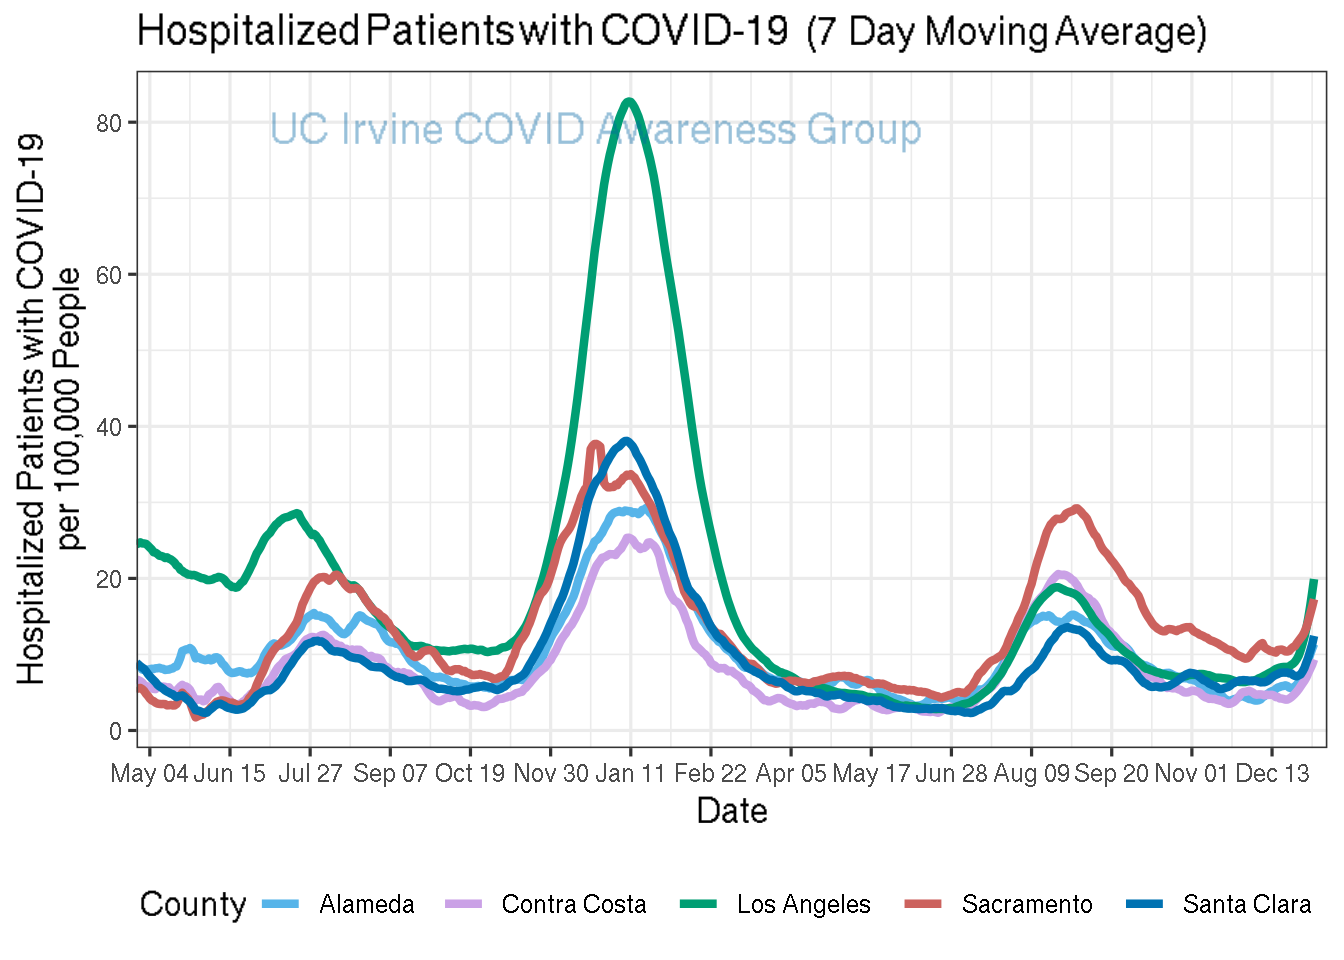 Hospitalized Patients with COVID-19 (7 Day Moving Average)
UC Irvine COVID Awareness Group
Hospitalized Patients with COVID-19
per 100,000 People
80
60
40
20
0
May 04 Jun 15 Jul 27 Sep 07 Oct 19 Nov 30 Jan 11 Feb 22 Apr 05 May 17 Jun 28 Aug 09 Sep 20 Nov 01 Dec 13
Date
County Alameda Contra Costa Los Angeles Sacramento Santa Clara